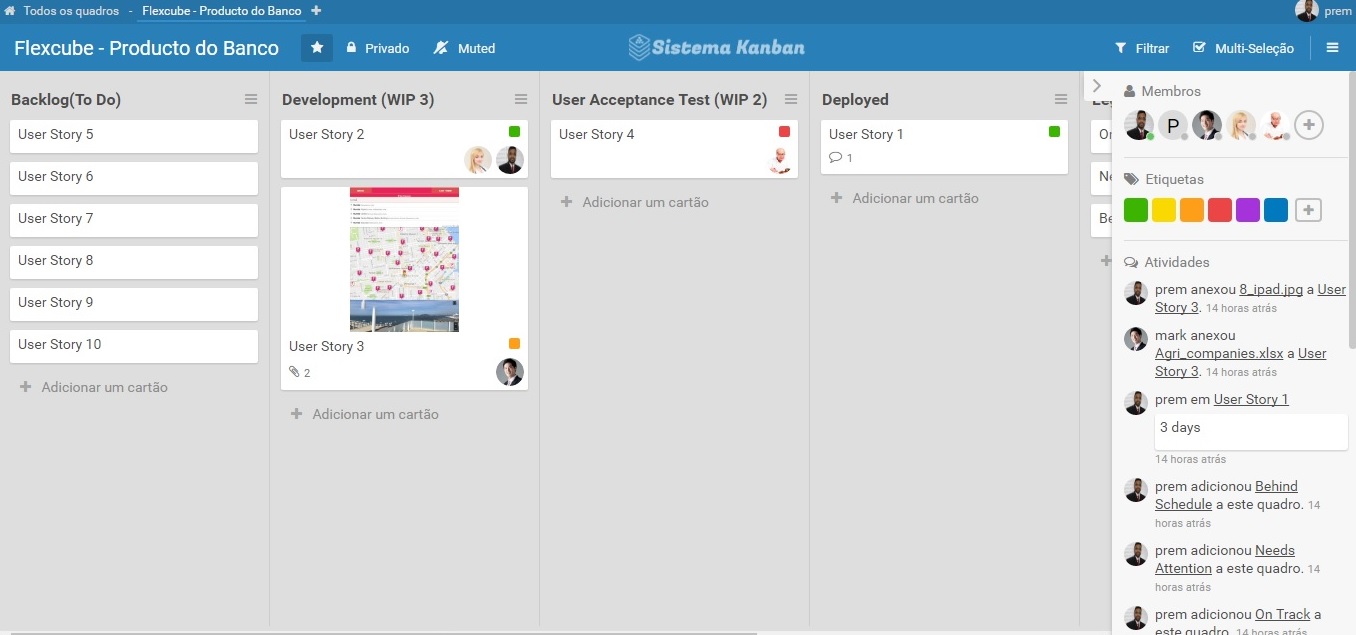 Todos os quadros - Flexcube - Producto do Banco
prem
Flexcube - Producto do Banco
Privado
Muted
Sistema Kanban
Filtrar
Multi-Seleção
Backlog(To Do)
User Story 5
User Story 6
User Story 7
User Story 8
User Story 9
User Story 10
Adicionar um cartão
Development (WIP 3)
User Story 2
User Story 3
2
Adicionar um cartão
User Acceptance Test (WIP 2)
User Story 4
Adicionar um cartão
Deployed
User Story 1
1
Adicionar um cartão
Membros
P
Etiquetas
Atividades
prem anexou 8_ipad.jpg a User
Story 3. 14 horas atrás
mark anexou
Agri_companies.xlsx a User
Story 3. 14 horas atrás
prem em User Story 1
3 days
14 horas atrás
prem adicionou Behind
Schedule a este quadro. 14
horas atrás
prem adicionou Needs
Attention a este quadro. 14
horas atrás
prem adicionou On Track a
este quadro. 14 horas atrás